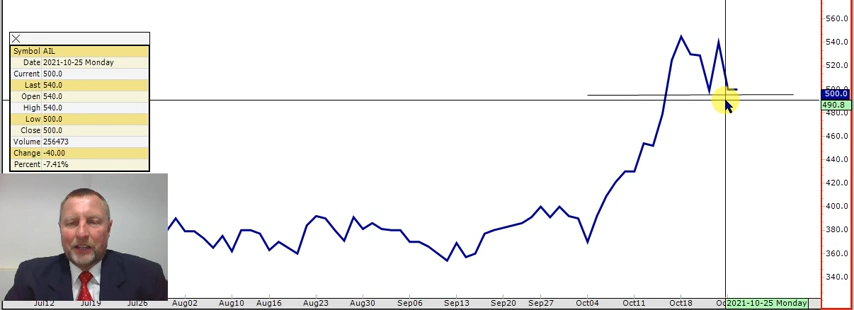 Symbol AIL
Date 2021-10-25 Monday
Current 500.0
Last 540.0
Open 540.0
High 540.0
Low 500.0
Close 500.0
Volume 256473
Change -40.00
Percent -7.41%
560.0
540.0
520.0
500.0
500.0
490.8
480.0
460.0
440.0
420.0
400.0
380.0
360.0
340.0
Jul12 Jul19 Jul26 Aug02 Aug10 Aug16 Aug23 Aug30 Sep06 Sep13 Sep20 Sep27 Oct04 Oct11 Oct18 2021-10-25 Monday